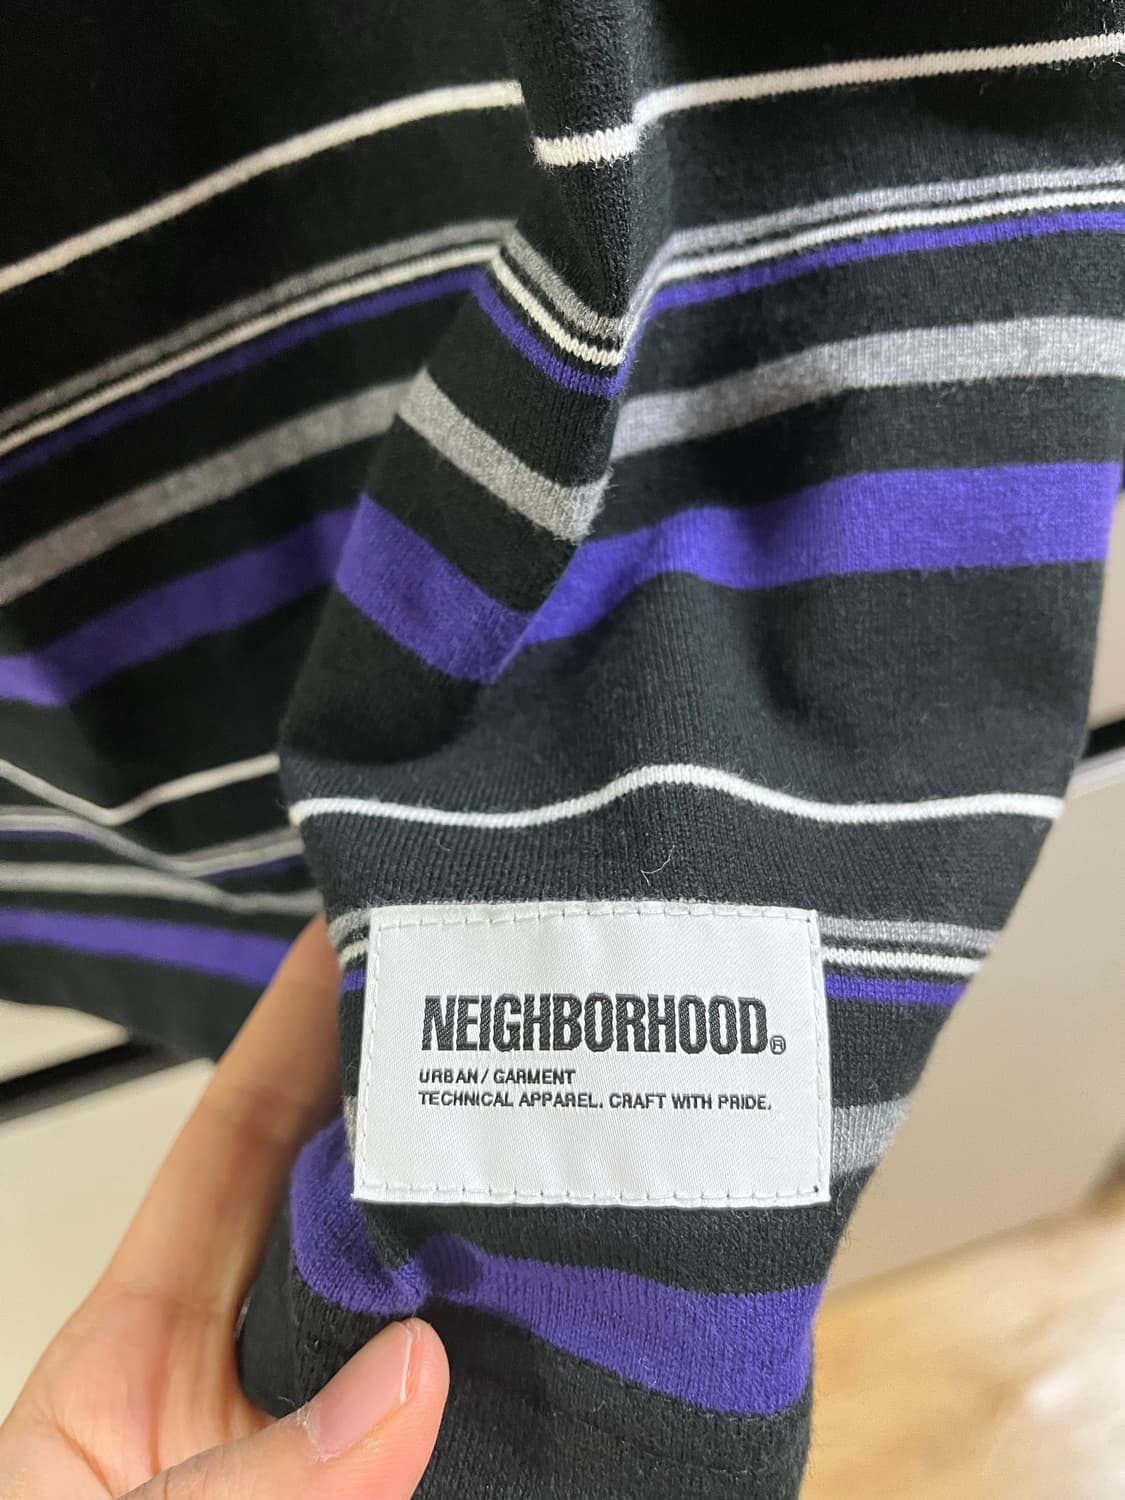 NEIGHBORHOOD®
URBAN / GARMENT
TECHNICAL APPAREL. CRAFT WITH PRIDE.